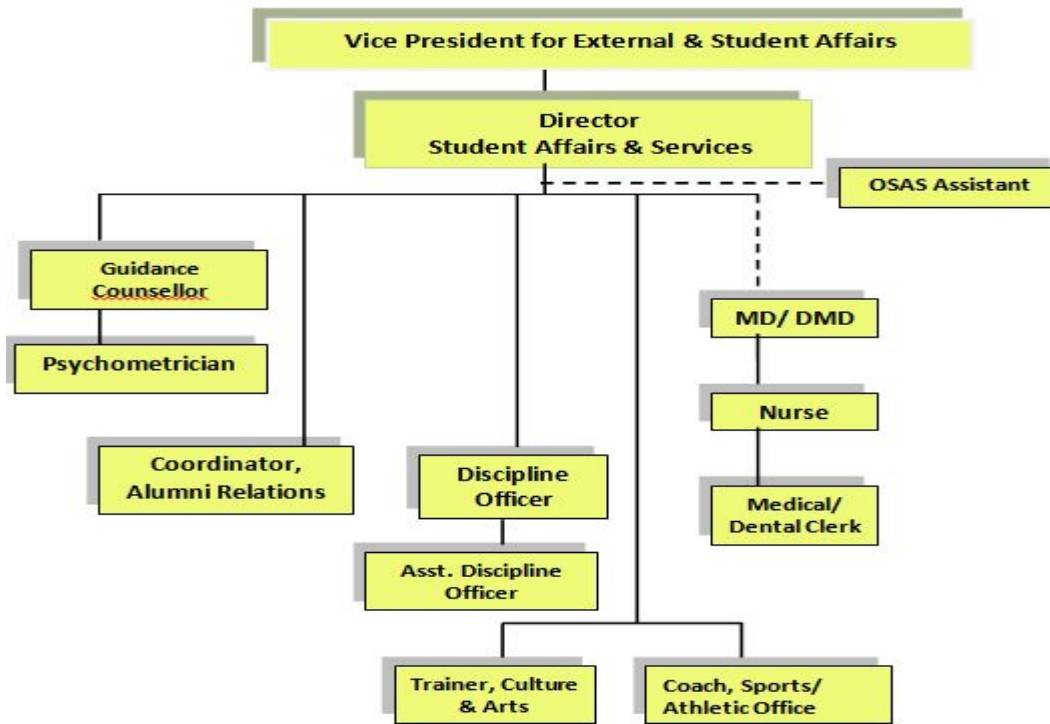 Vice President for External & Student Affairs
Director
Student Affairs & Services
OSAS Assistant
Guidance
Counsellor
Psychometrician
MD/ DMD
Nurse
Medical/
Dental Clerk
Coordinator,
Alumni Relations
Discipline
Officer
Asst. Discipline
Officer
Trainer, Culture
& Arts
Coach, Sports/
Athletic Office